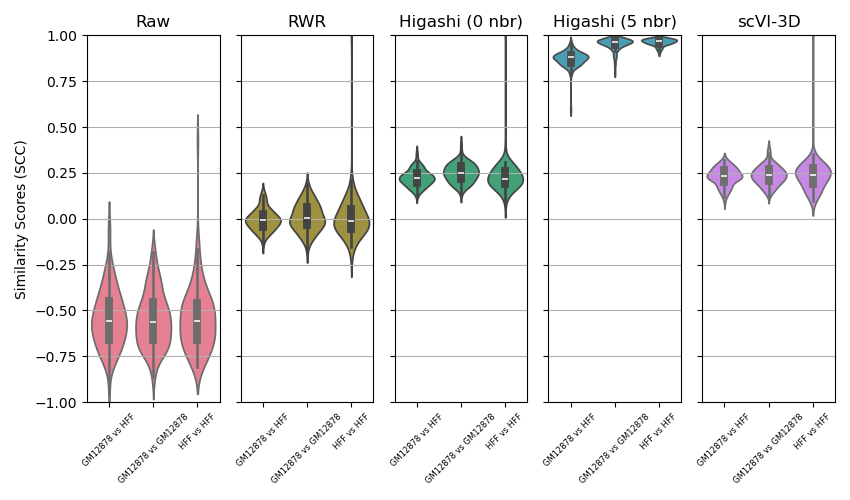 Raw
RWR
Higashi (0 nbr)
Higashi (5 nbr)
scVI-3D
Similarity Scores (SCC)
1.00
0.75
0.50
0.25
0.00
−0.25
−0.50
−0.75
−1.00
GM12878 vs HFF
GM12878 vs GM12878
HFF vs HFF
GM12878 vs HFF
GM12878 vs GM12878
HFF vs HFF
GM12878 vs HFF
GM12878 vs GM12878
HFF vs HFF
GM12878 vs HFF
GM12878 vs GM12878
HFF vs HFF
GM12878 vs HFF
GM12878 vs GM12878
HFF vs HFF